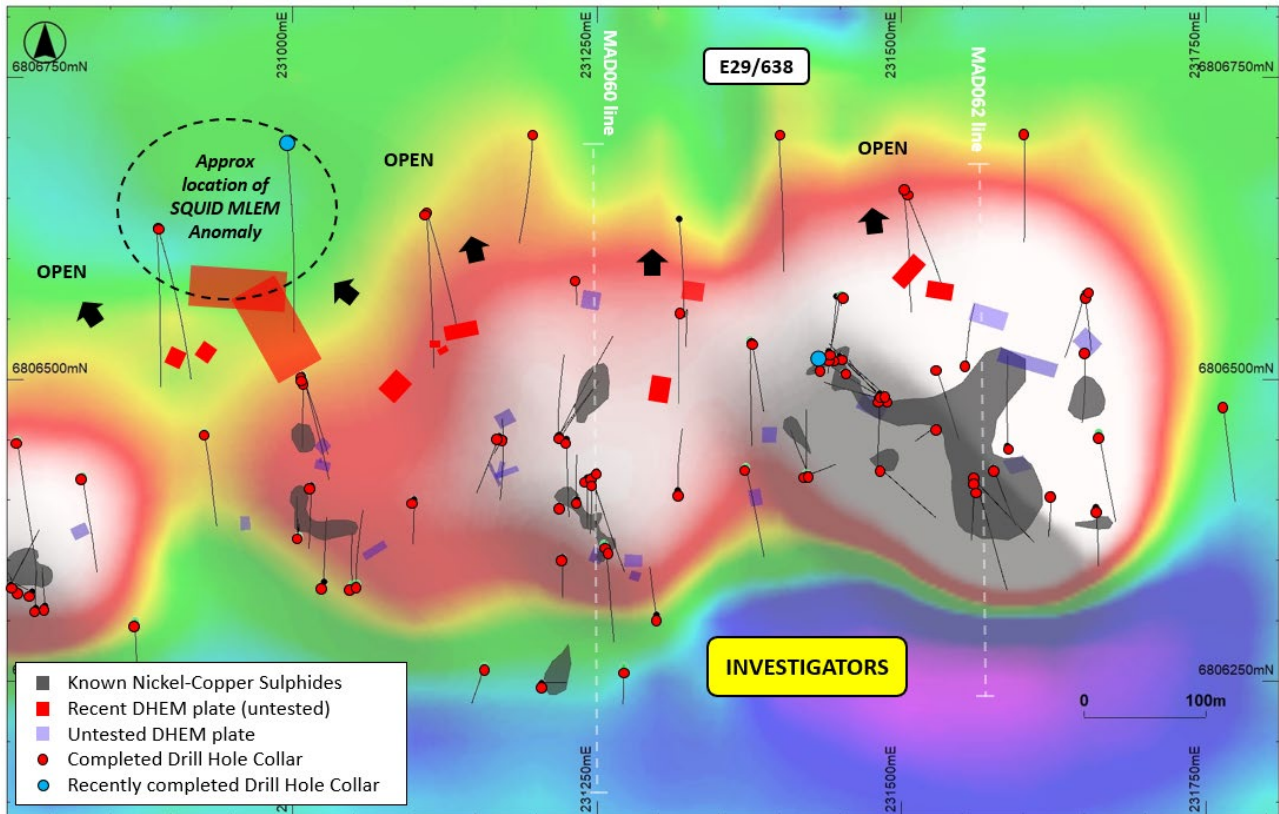 231000mE
231250mE
MAD060 line
E29/638
231500mE
MAD062 line
231750mE
6806750mN
6806750mN
Approx
location of
SQUID MLEM
Anomaly
OPEN
OPEN
OPEN
6806500mN
6806500mN
INVESTIGATORS
6806250mN
0
100m
Known Nickel-Copper Sulphides
Recent DHEM plate (untested)
Untested DHEM plate
Completed Drill Hole Collar
Recently completed Drill Hole Collar
231250mE
231500mE
231750mE